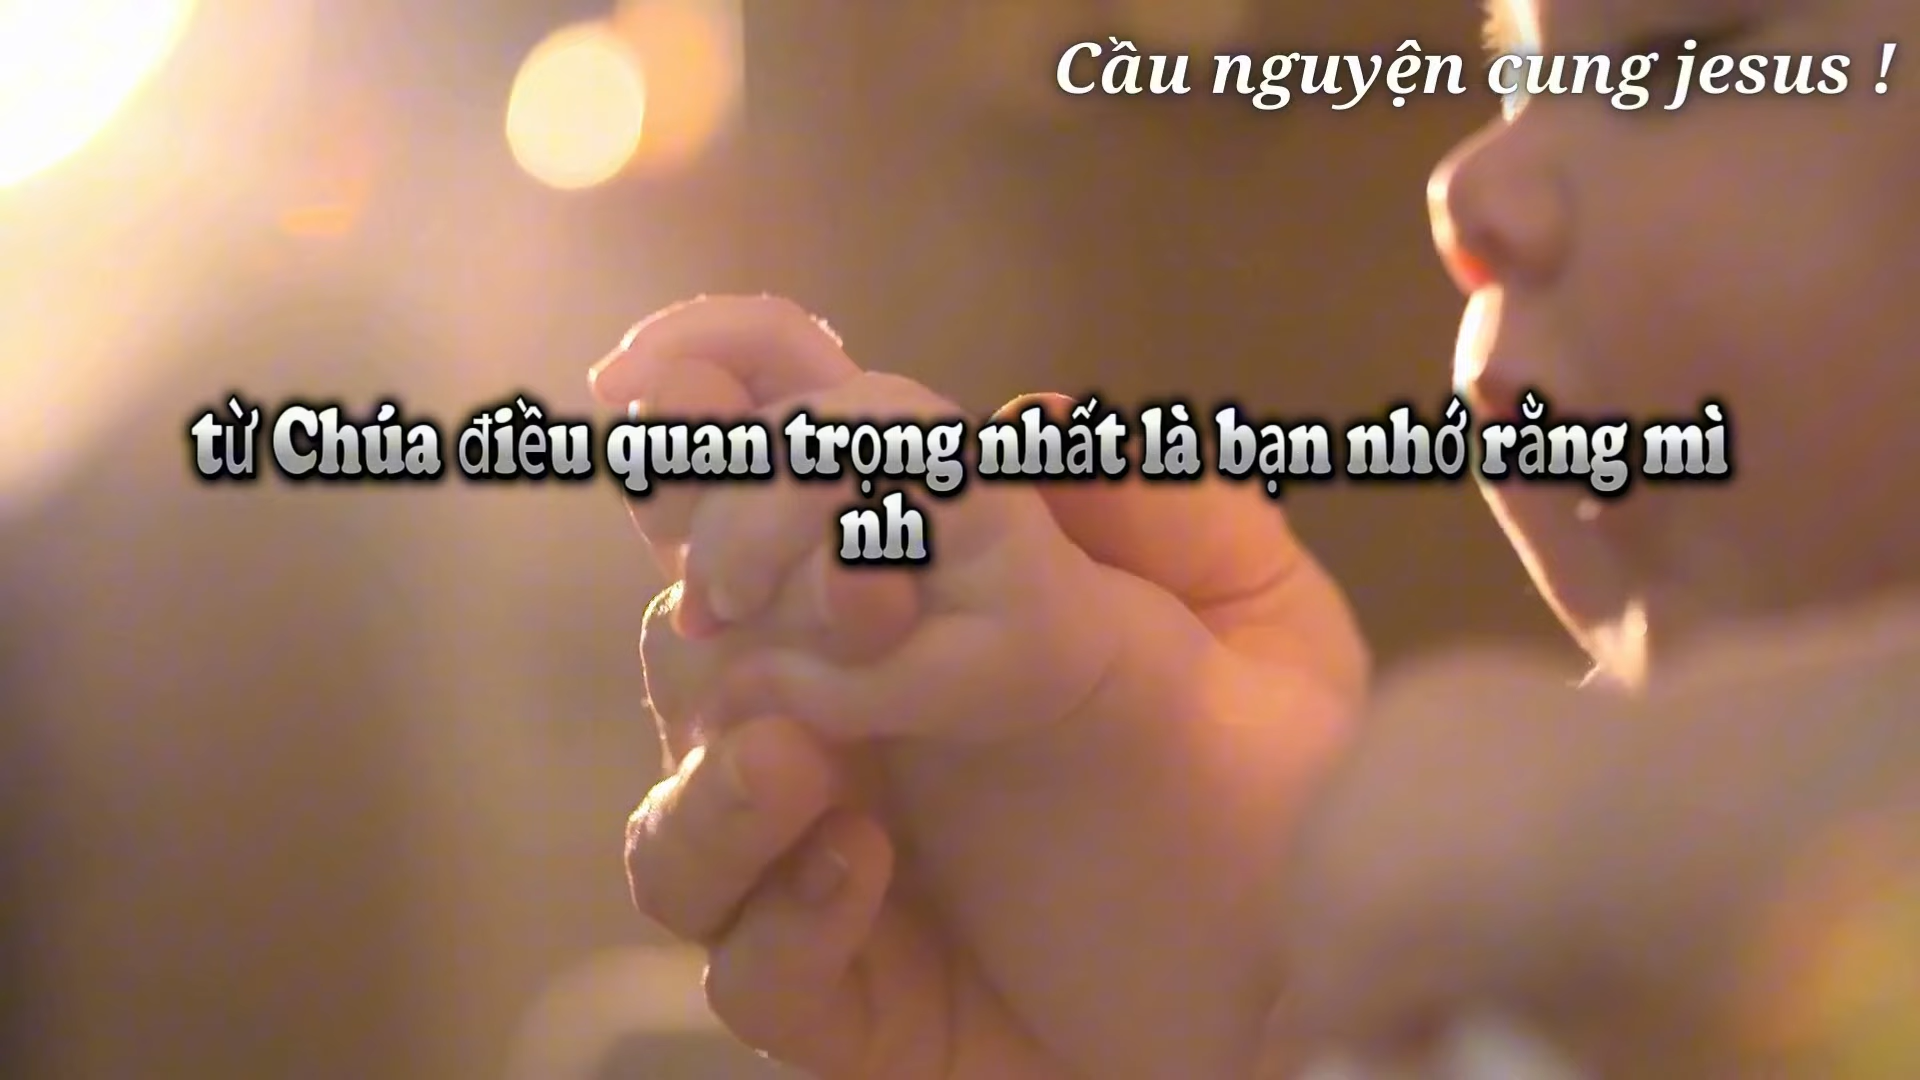 Cầu nguyện cung jesus !
từ Chúa điều quan trọng nhất là bạn nhớ rằng mì
nh